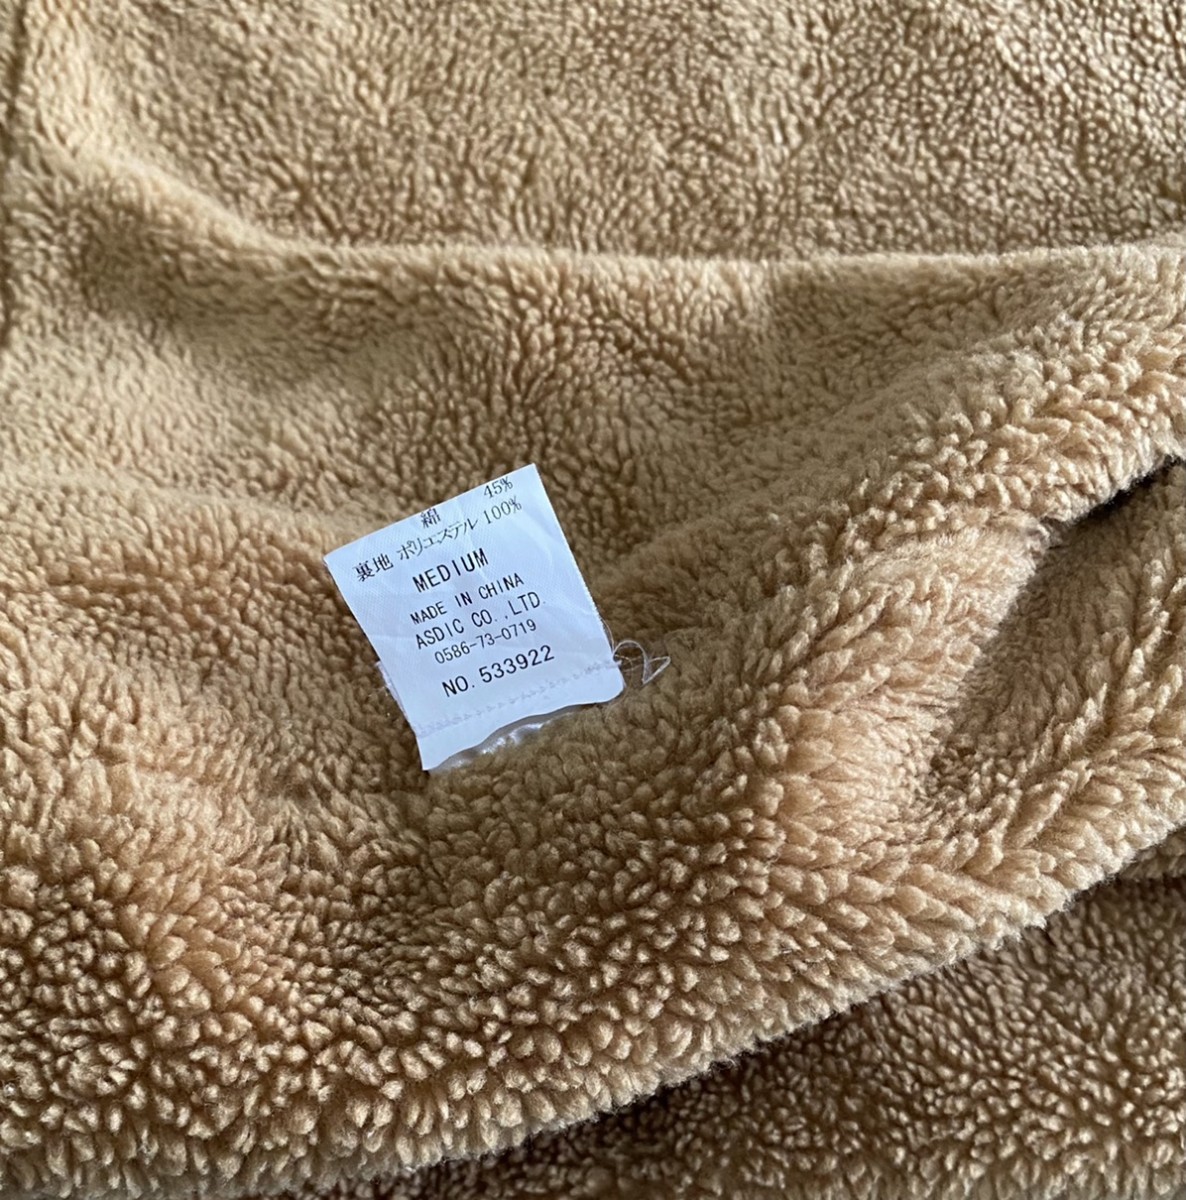 綿 45%
裏地 ポリエステル 100%
MEDIUM
MADE IN CHINA
ASDIC CO.,LTD.
0586-73-0719
NO.533922